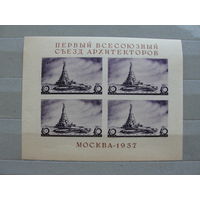 ПЕРВЫЙ ВСЕСОЮЗНЫЙ
СЪЕЗД АРХИТЕКТОРОВ
МОСКВА-1937